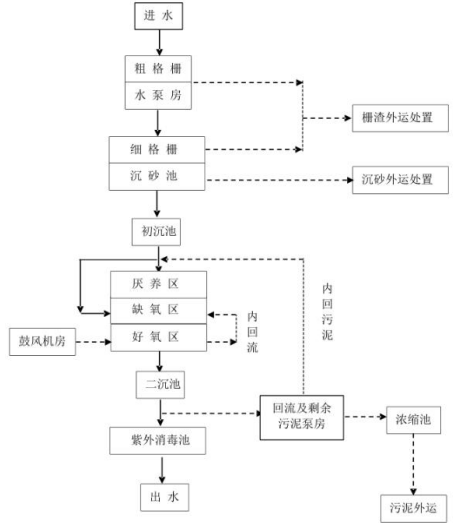 进 水
粗 格 栅
水 泵 房
栅渣外运处置
细 格 栅
沉 砂 池
沉砂外运处置
初沉池
厌 养 区
缺 氧 区
好 氧 区
鼓风机房
内回流
内回污泥
二沉池
回流及剩余
污泥泵房
浓缩池
紫外消毒池
出 水
污泥外运